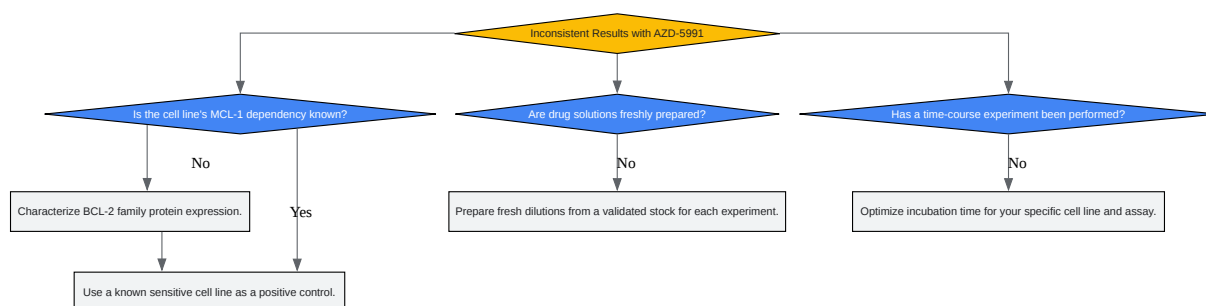 Inconsistent Results with AZD-5991
Is the cell line's MCL-1 dependency known?
Are drug solutions freshly prepared?
Has a time-course experiment been performed?
No
No
No
Characterize BCL-2 family protein expression.
Yes
Prepare fresh dilutions from a validated stock for each experiment.
Optimize incubation time for your specific cell line and assay.
Use a known sensitive cell line as a positive control.